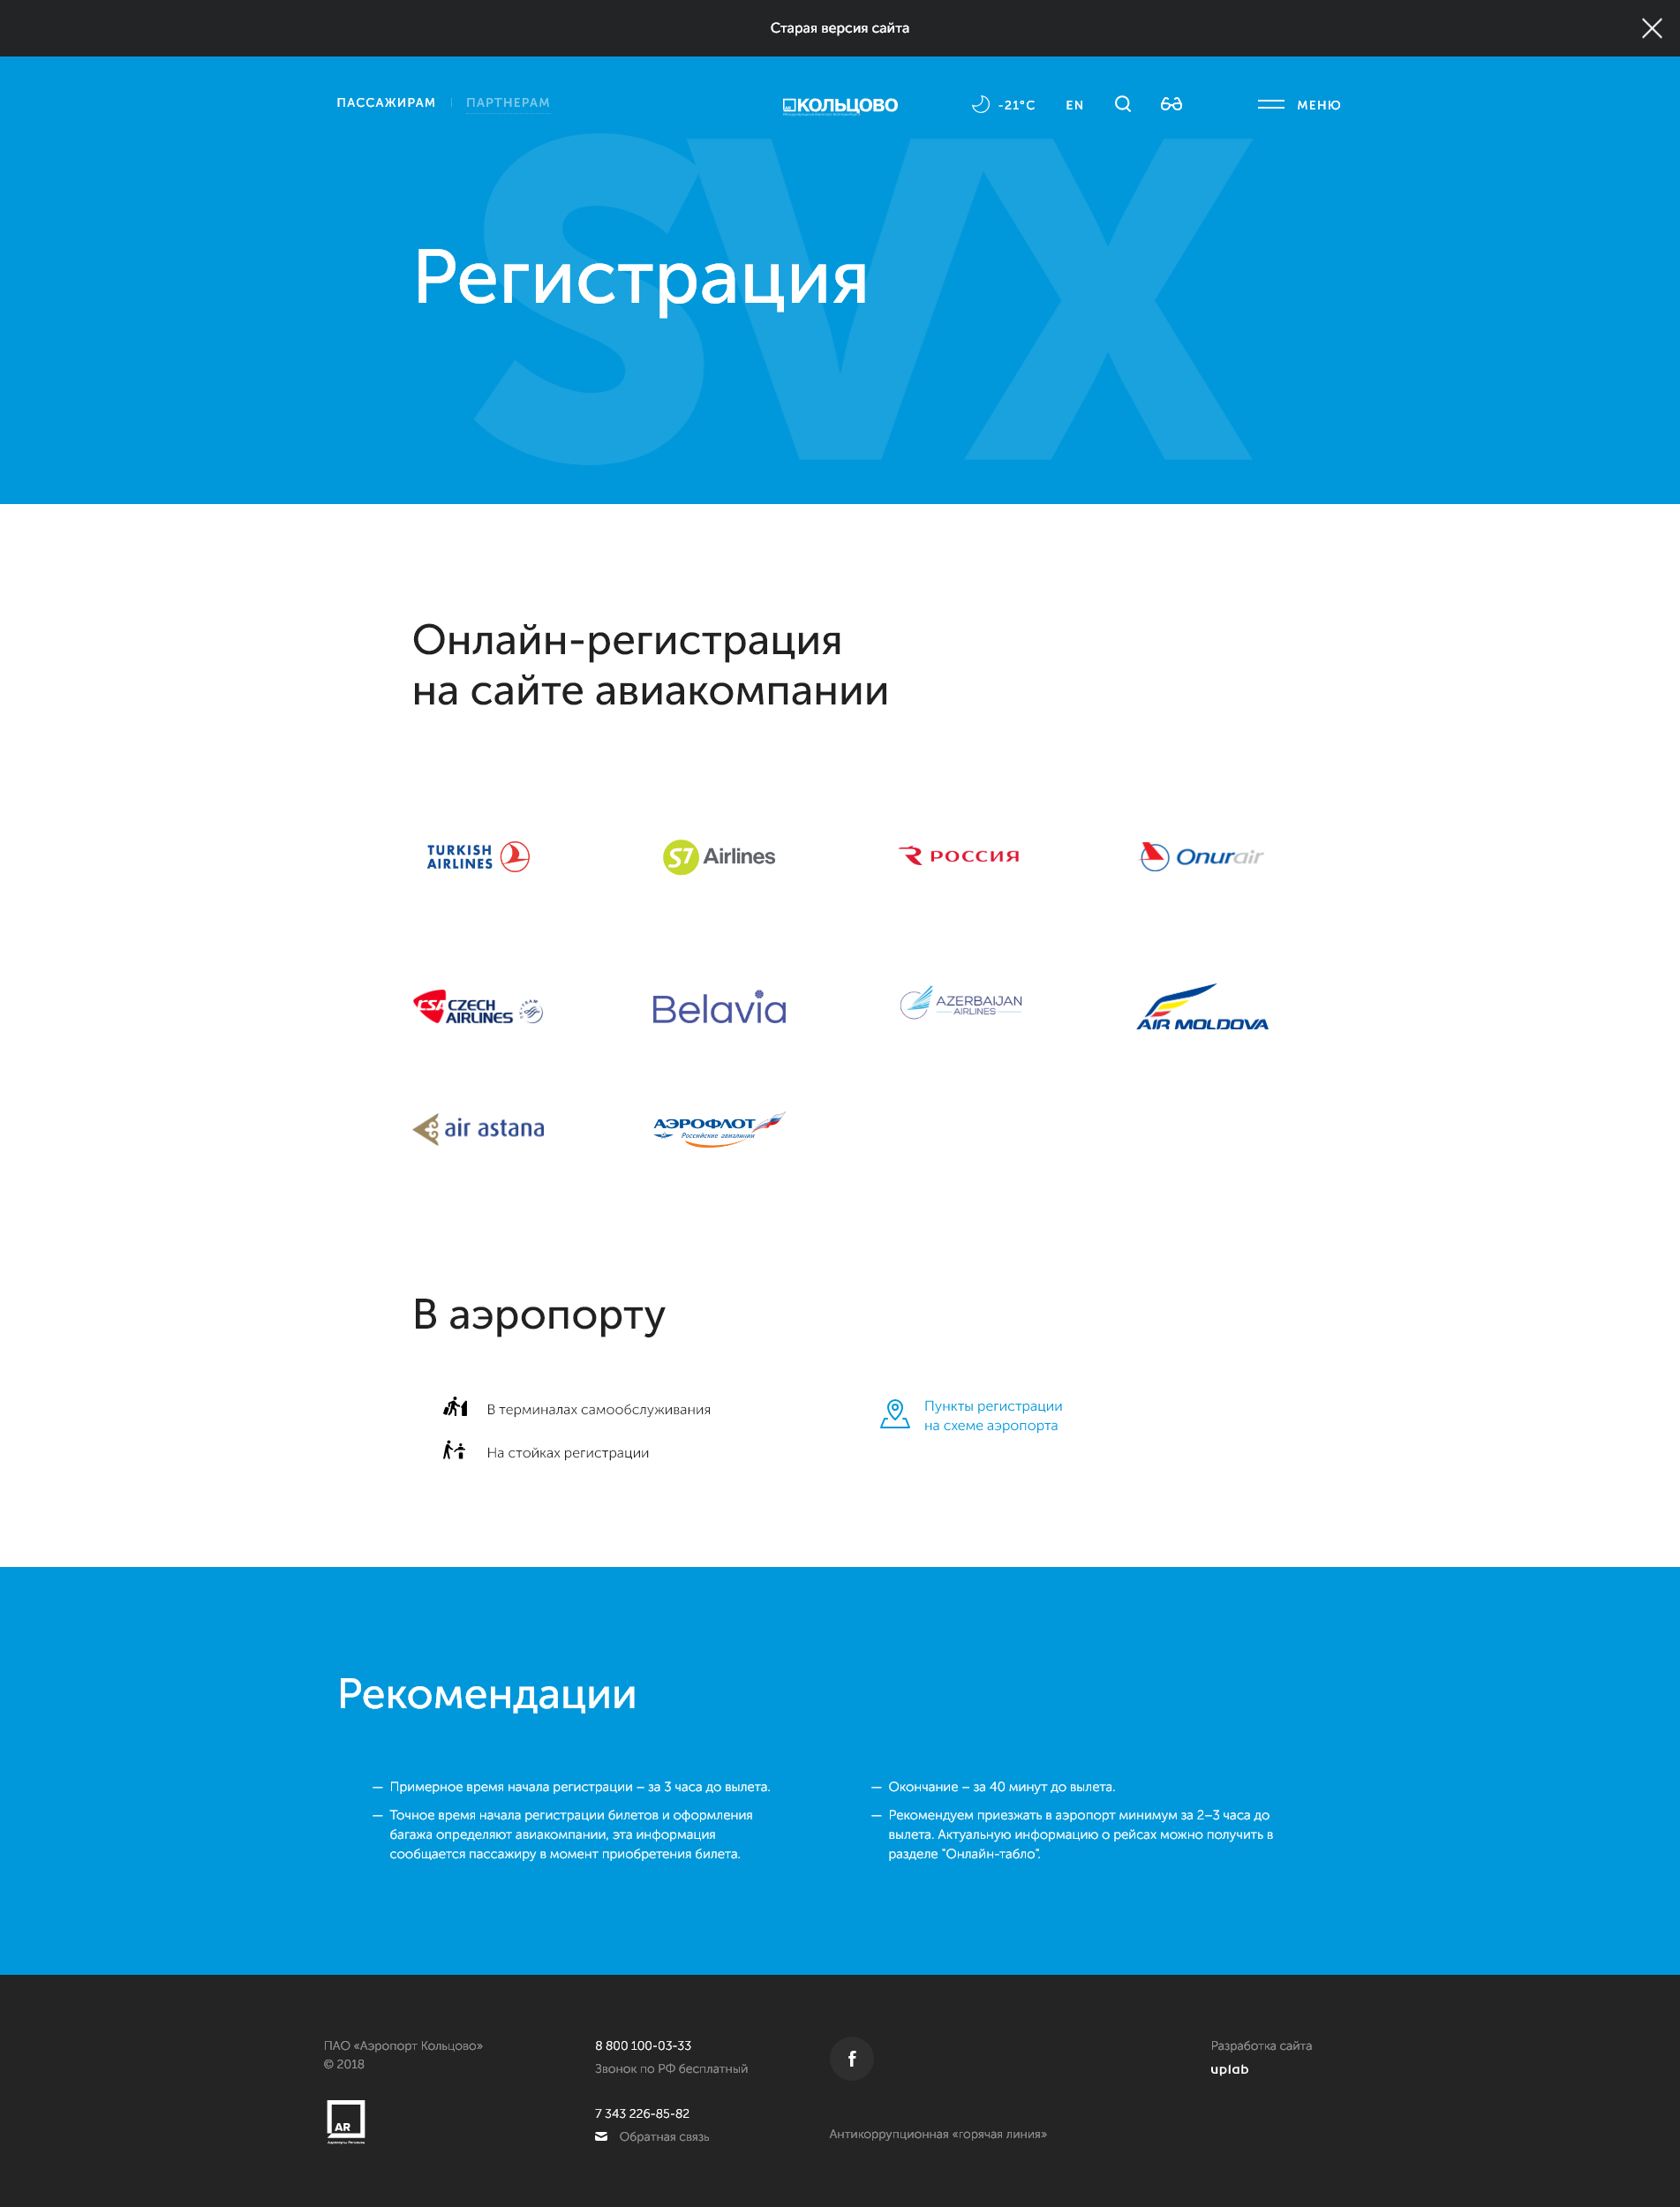 Старая версия сайта
ПАССАЖИРАМ
ПАРТНЕРАМ
КОЛЬЦОВО
-21°C
EN
МЕНЮ
SVX
Регистрация
Онлайн-регистрация
на сайте авиакомпании
TURKISH
AIRLINES
S7 Airlines
РОССИЯ
Onurair
CSA CZECH
AIRLINES
Belavia
AZERBAIJAN
AIRLINES
AIR MOLDOVA
air astana
АЭРОФЛОТ
Российские авиалинии
В аэропорту
В терминалах самообслуживания
На стойках регистрации
Пункты регистрации
на схеме аэропорта
Рекомендации
— Примерное время начала регистрации – за 3 часа до вылета.
— Точное время начала регистрации билетов и оформления
багажа определяют авиакомпании, эта информация
сообщается пассажиру в момент приобретения билета.
— Окончание – за 40 минут до вылета.
— Рекомендуем приезжать в аэропорт минимум за 2–3 часа до
вылета. Актуальную информацию о рейсах можно получить в
разделе "Онлайн-табло".
ПАО «Аэропорт Кольцово»
© 2018
AR
8 800 100-03-33
Звонок по РФ бесплатный
7 343 226-85-82
Обратная связь
f
Антикоррупционная «горячая линия»
Разработка сайта
uplab